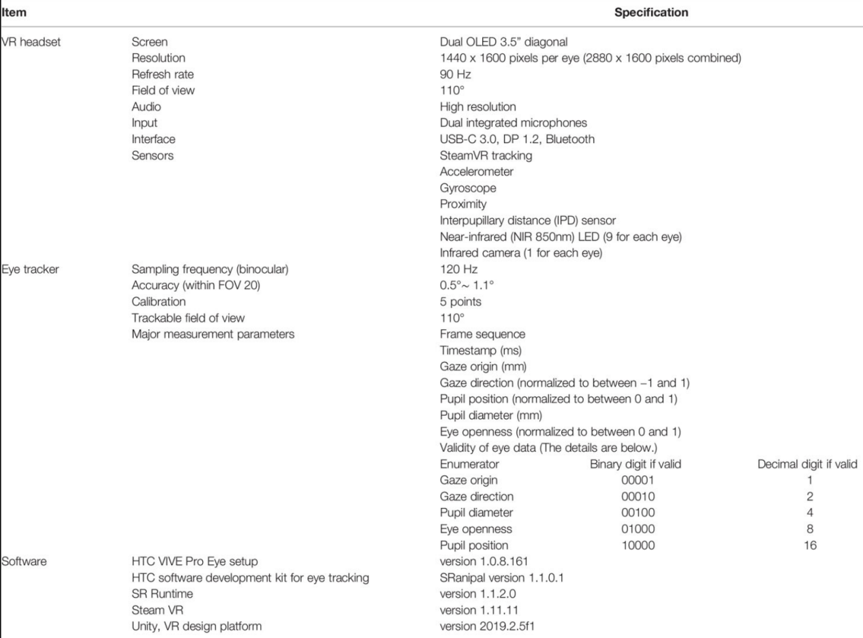 Item Specification
VR headset Screen Dual OLED 3.5” diagonal
Resolution 1440 x 1600 pixels per eye (2880 x 1600 pixels combined)
Refresh rate 90 Hz
Field of view 110°
Audio High resolution
Input Dual integrated microphones
Interface USB-C 3.0, DP 1.2, Bluetooth
Sensors SteamVR tracking
Accelerometer
Gyroscope
Proximity
Interpupillary distance (IPD) sensor
Near-infrared (NIR 850nm) LED (9 for each eye)
Infrared camera (1 for each eye)
Eye tracker Sampling frequency (binocular) 120 Hz
Accuracy (within FOV 20) 0.5°~ 1.1°
Calibration 5 points
Trackable field of view 110°
Major measurement parameters Frame sequence
Timestamp (ms)
Gaze origin (mm)
Gaze direction (normalized to between −1 and 1)
Pupil position (normalized to between 0 and 1)
Pupil diameter (mm)
Eye openness (normalized to between 0 and 1)
Validity of eye data (The details are below.)
Enumerator Binary digit if valid Decimal digit if valid
Gaze origin 00001 1
Gaze direction 00010 2
Pupil diameter 00100 4
Eye openness 01000 8
Pupil position 10000 16
Software HTC VIVE Pro Eye setup version 1.0.8.161
HTC software development kit for eye tracking SRanipal version 1.1.0.1
SR Runtime version 1.1.2.0
Steam VR version 1.11.11
Unity, VR design platform version 2019.2.5f1